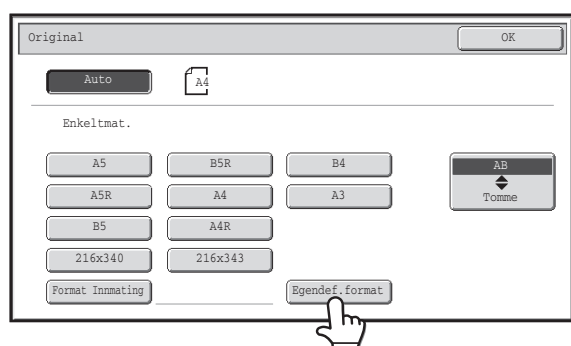 Original OK
Auto A4
Enkeltmat.
A5 B5R B4 AB
A5R A4 A3 Tomme
B5 A4R
216x340 216x343
Format Innmating Egendef.format